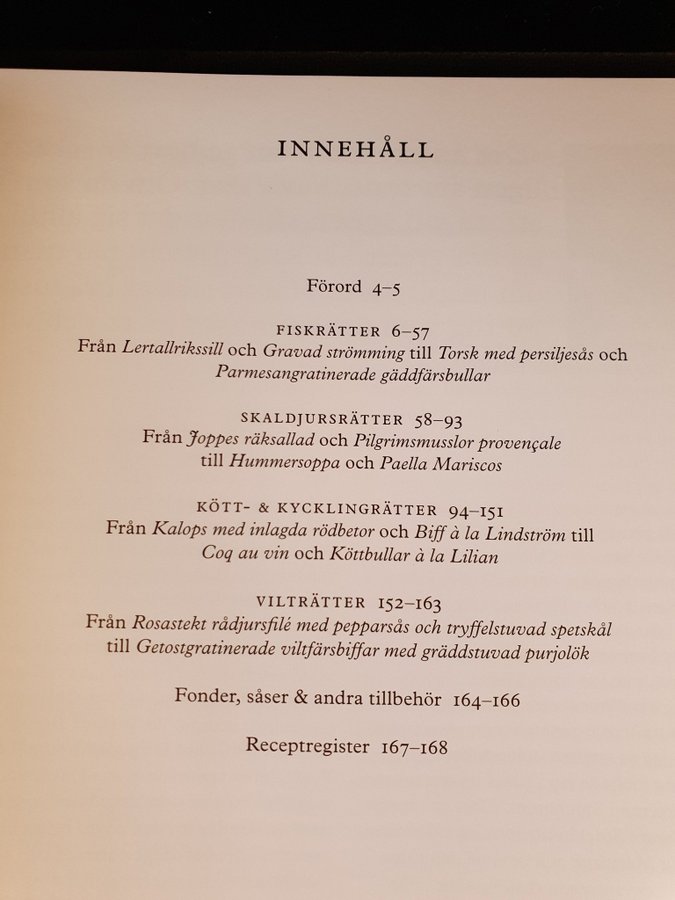 INNEHÅLL
Förord 4–5
FISKRÄTTER 6–57
Från Lertallrikssill och Gravad strömming till Torsk med persiljesås och
Parmesangratinerade gäddfärsbullar
SKALDJURSRÄTTER 58–93
Från Joppes räksallad och Pilgrimsmusslor provençale
till Hummersoppa och Paella Mariscos
KÖTT- & KYCKLINGRÄTTER 94–151
Från Kalops med inlagda rödbetor och Biff à la Lindström till
Coq au vin och Köttbullar à la Lilian
VILTRÄTTER 152–163
Från Rosastekt rådjursfilé med pepparsås och tryffelstuvad spetskål
till Getostgratinerade viltfärsbiffar med gräddstuvad purjolök
Fonder, såser & andra tillbehör 164–166
Receptregister 167–168